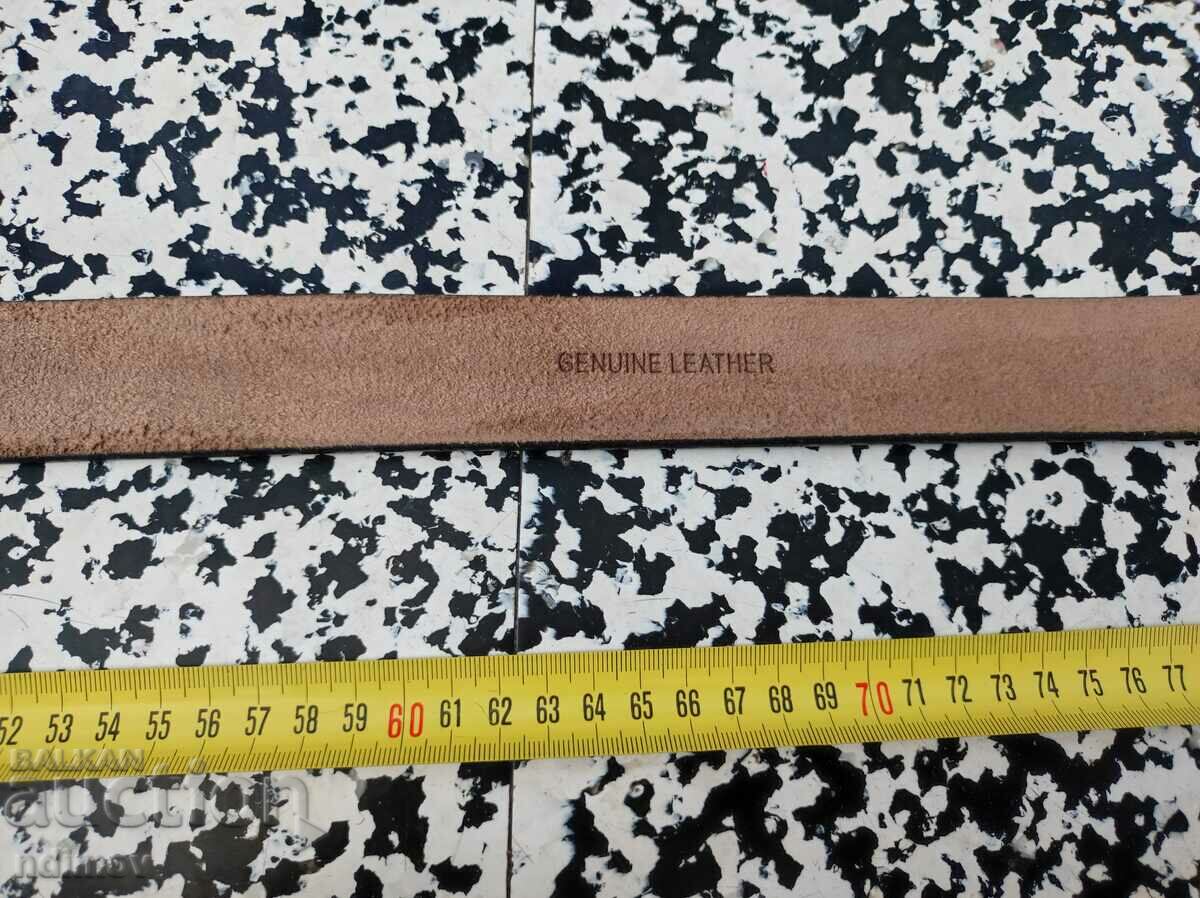 GENUINE LEATHER
52 53 54 55 56 57 58 59 60 61 62 63 64 65 66 67 68 69 70 71 72 73 74 75 76 77
BALKAN
auction